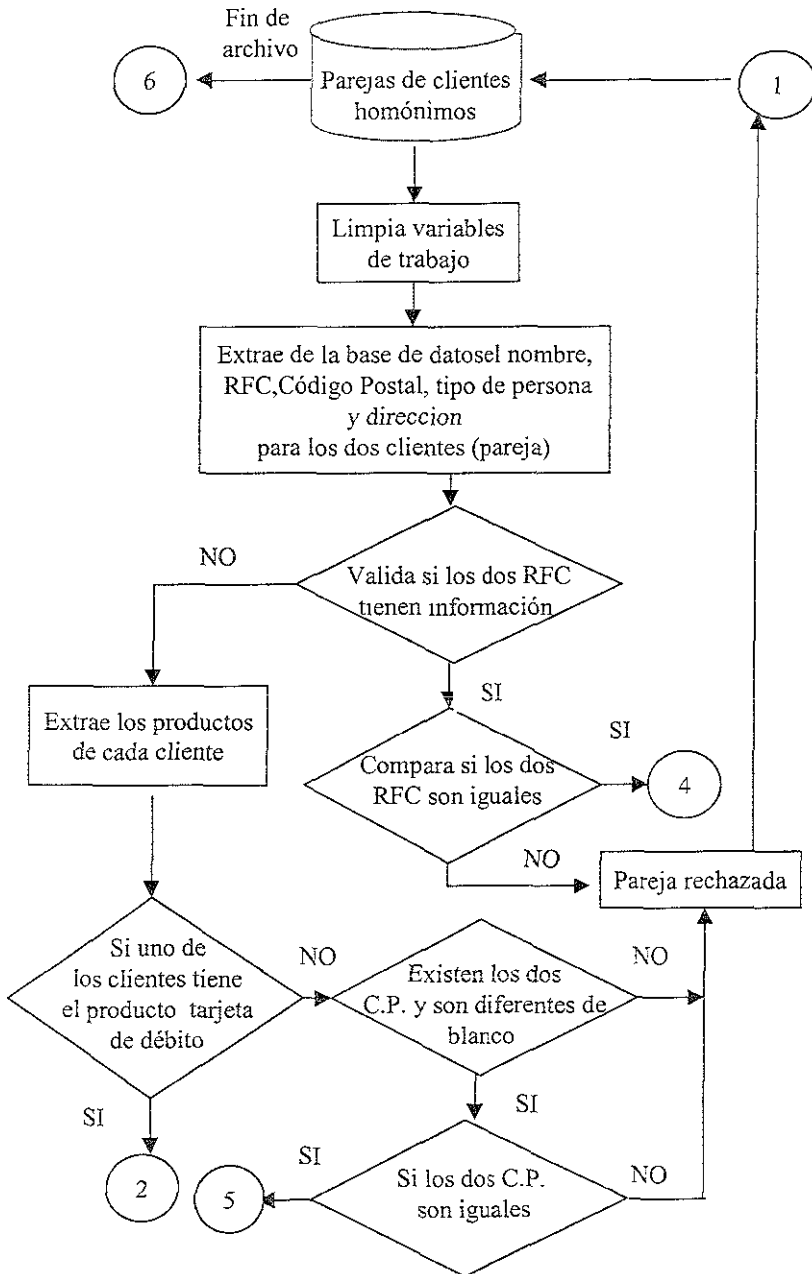 Fin de
archivo
6
Parejas de clientes
homónimos
1
Limpia variables
de trabajo
Extrae de la base de datosel nombre,
RFC,Código Postal, tipo de persona
y direccion
para los dos clientes (pareja)
NO
Valida si los dos RFC
tienen información
SI
Extrae los productos
de cada cliente
Compara si los dos
RFC son iguales
SI
4
NO
Pareja rechazada
Si uno de
los clientes tiene
el producto tarjeta
de débito
NO
Existen los dos
C.P. y son diferentes de
blanco
NO
SI
SI
2
SI
5
Si los dos C.P.
son iguales
NO